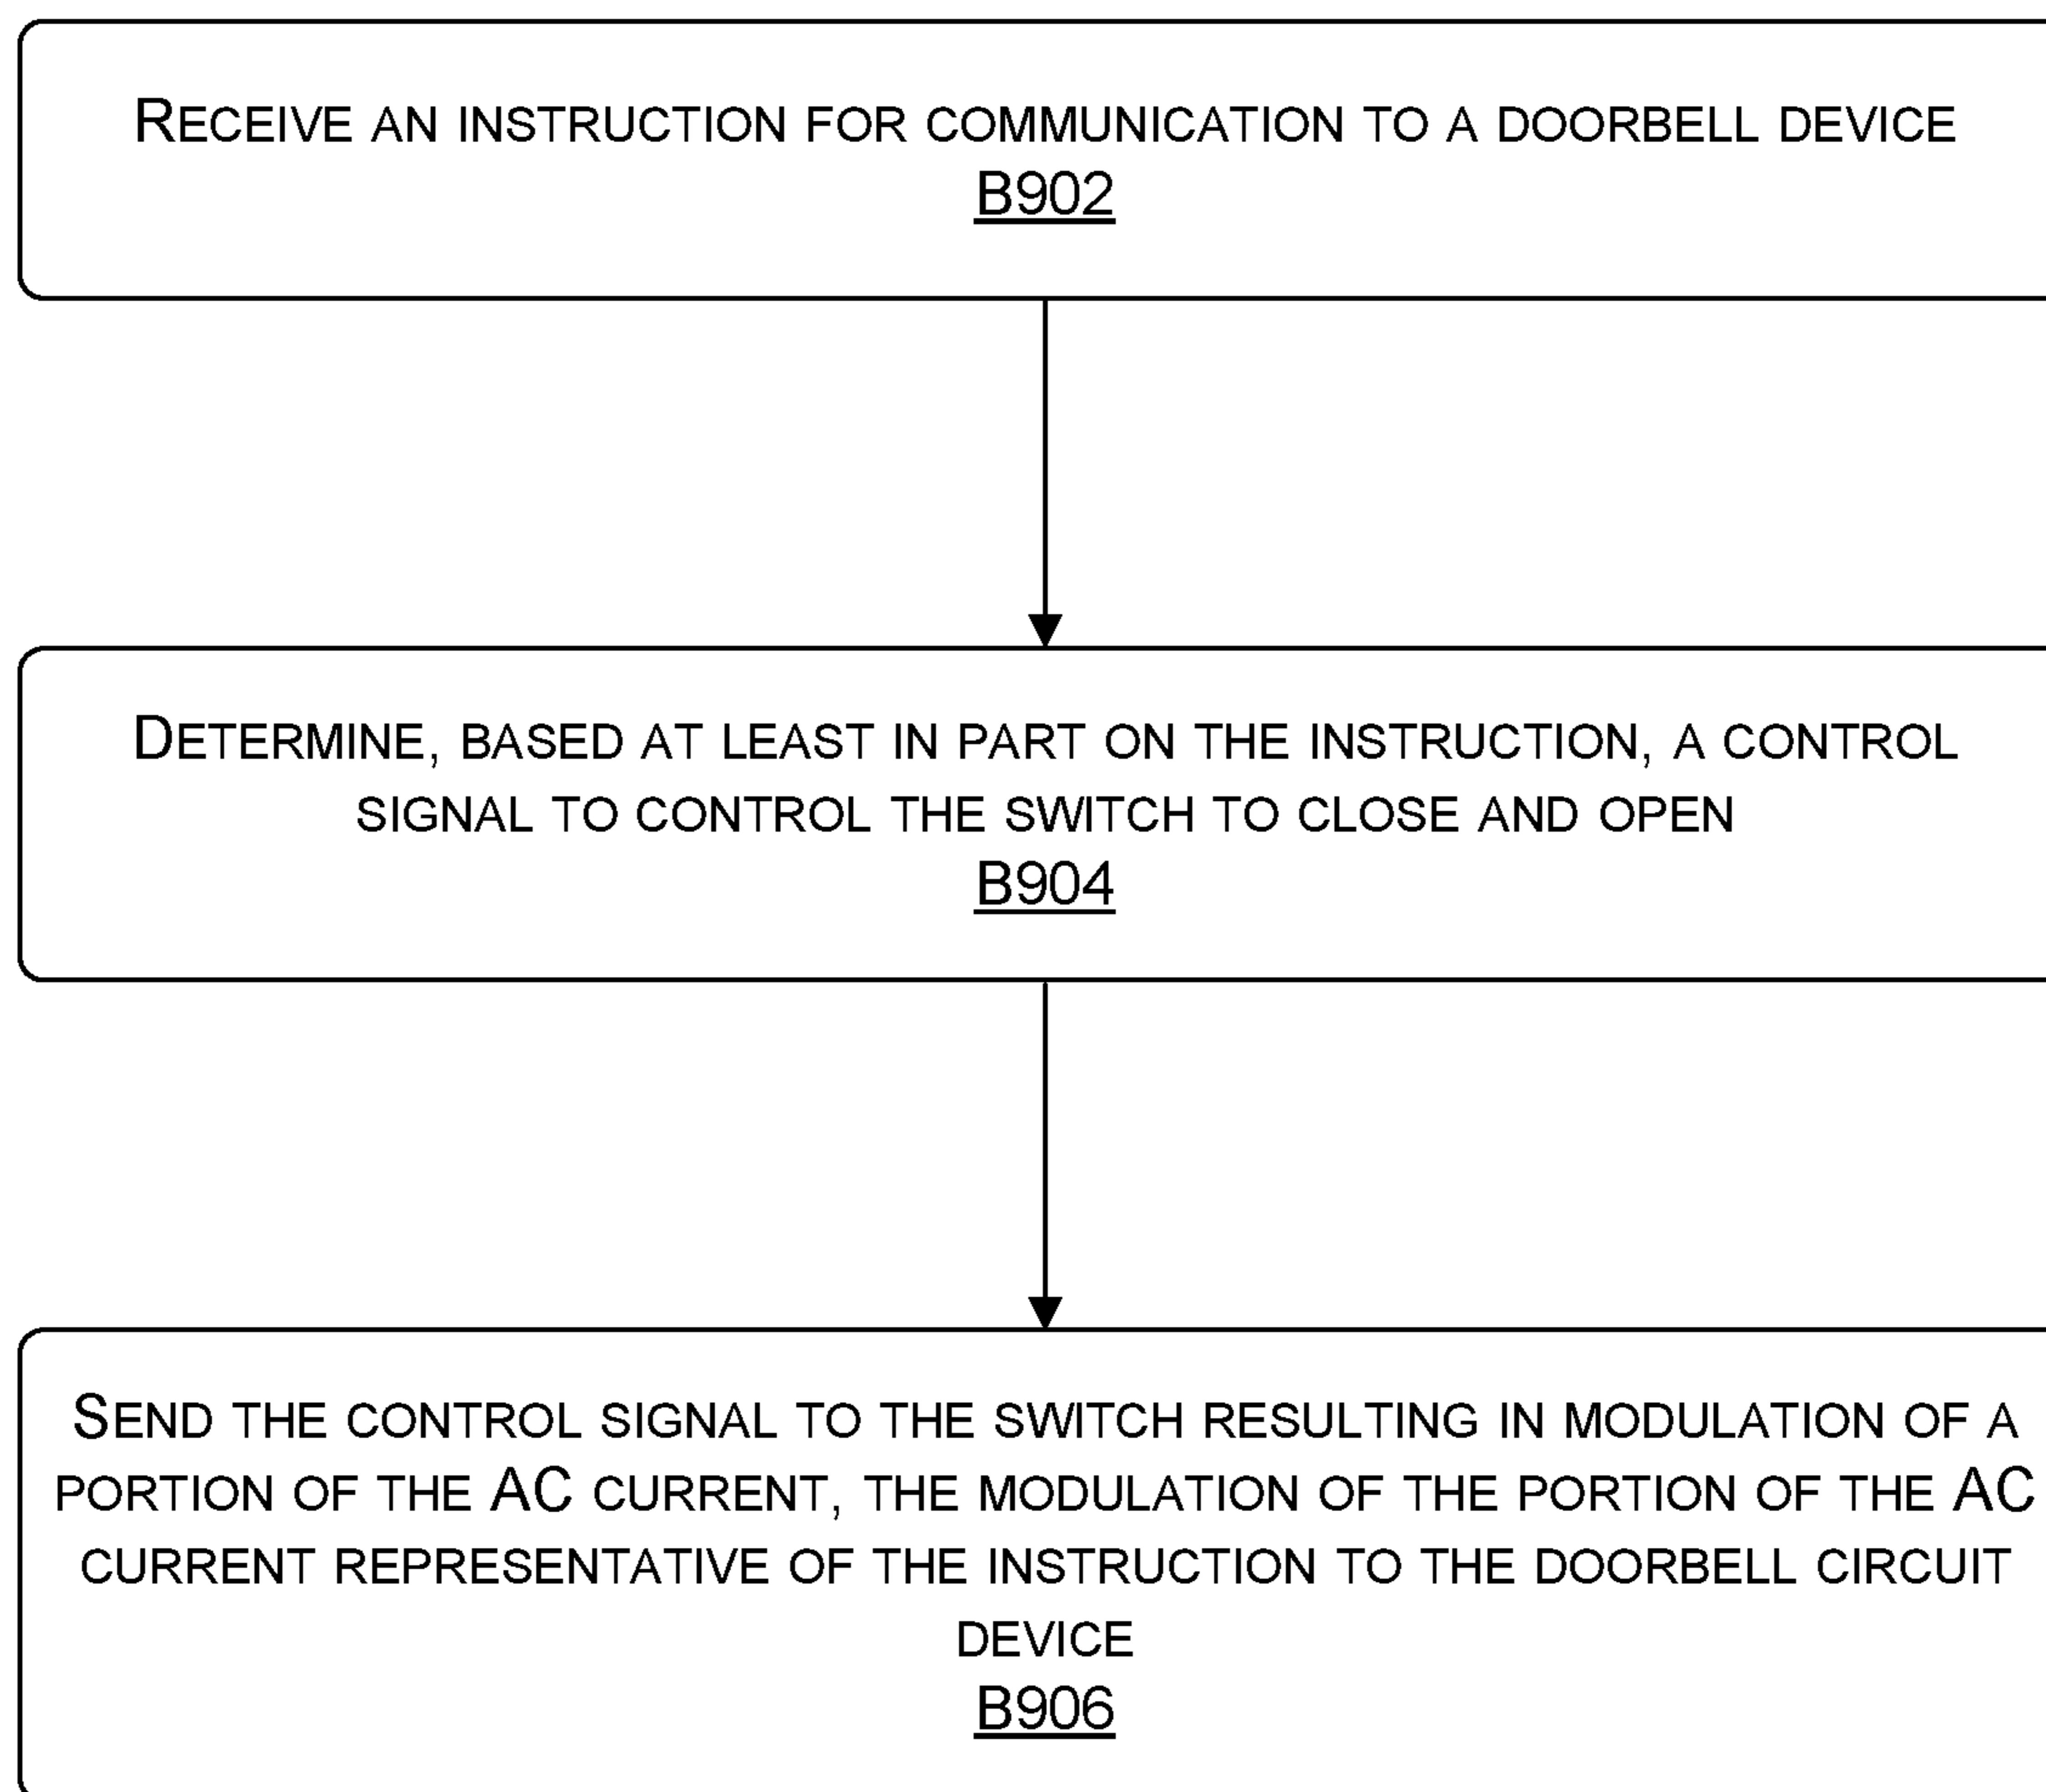 RECEIVE AN INSTRUCTION FOR COMMUNICATION TO A DOORBELL DEVICE
B902
DETERMINE, BASED AT LEAST IN PART ON THE INSTRUCTION, A CONTROL
SIGNAL TO CONTROL THE SWITCH TO CLOSE AND OPEN
B904
SEND THE CONTROL SIGNAL TO THE SWITCH RESULTING IN MODULATION OF A
PORTION OF THE AC CURRENT, THE MODULATION OF THE PORTION OF THE AC
CURRENT REPRESENTATIVE OF THE INSTRUCTION TO THE DOORBELL CIRCUIT
DEVICE
B906